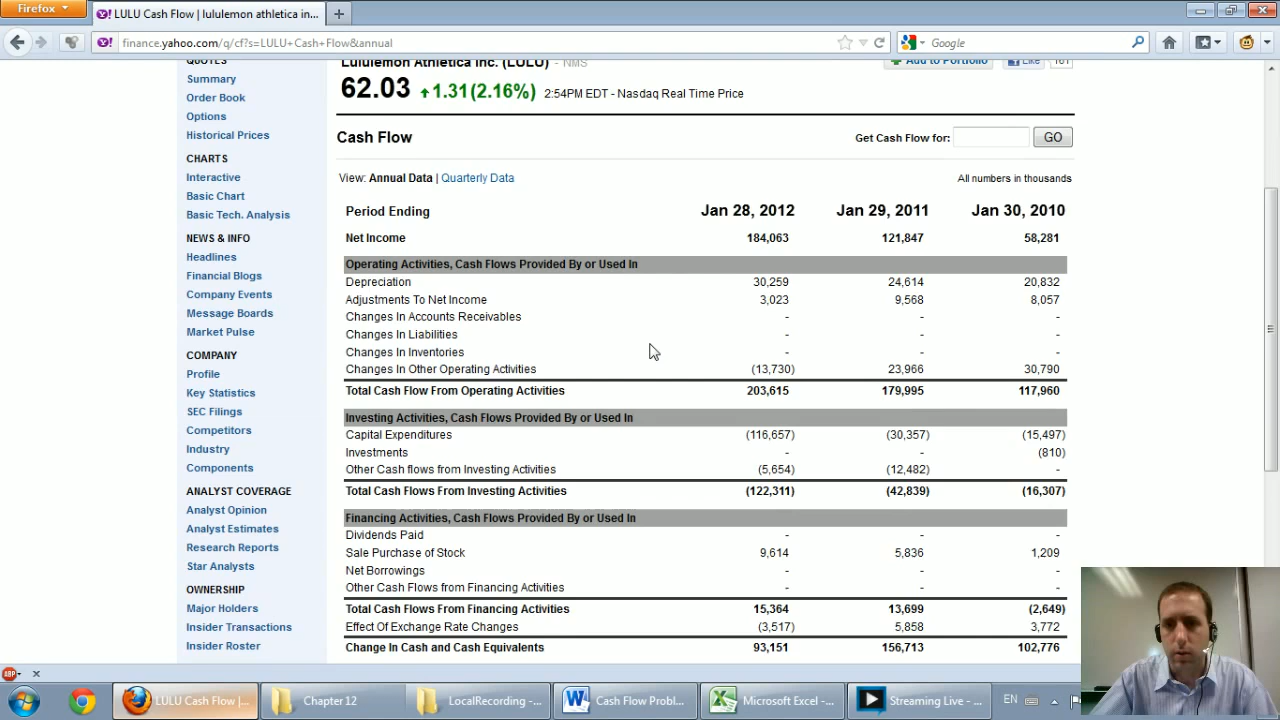 Firefox
LULU Cash Flow | lululemon athletica in...
finance.yahoo.com/q/cf?s=LULU+Cash+Flow&annual
Google
QUOTES
Summary
Order Book
Options
Historical Prices
CHARTS
Interactive
Basic Chart
Basic Tech. Analysis
NEWS & INFO
Headlines
Financial Blogs
Company Events
Message Boards
Market Pulse
COMPANY
Profile
Key Statistics
SEC Filings
Competitors
Industry
Components
ANALYST COVERAGE
Analyst Opinion
Analyst Estimates
Research Reports
Star Analysts
OWNERSHIP
Major Holders
Insider Transactions
Insider Roster
Lululemon Athletica Inc. (LULU) - NMS
Add to Portfolio Like 161
62.03 1.31(2.16%) 2:54PM EDT - Nasdaq Real Time Price
Cash Flow Get Cash Flow for: GO
View: Annual Data | Quarterly Data All numbers in thousands
Period Ending Jan 28, 2012 Jan 29, 2011 Jan 30, 2010
Net Income 184,063 121,847 58,281
Operating Activities, Cash Flows Provided By or Used In
Depreciation 30,259 24,614 20,832
Adjustments To Net Income 3,023 9,568 8,057
Changes In Accounts Receivables - - -
Changes In Liabilities - - -
Changes In Inventories - - -
Changes In Other Operating Activities (13,730) 23,966 30,790
Total Cash Flow From Operating Activities 203,615 179,995 117,960
Investing Activities, Cash Flows Provided By or Used In
Capital Expenditures (116,657) (30,357) (15,497)
Investments - - (810)
Other Cash flows from Investing Activities (5,654) (12,482) -
Total Cash Flows From Investing Activities (122,311) (42,839) (16,307)
Financing Activities, Cash Flows Provided By or Used In
Dividends Paid - - -
Sale Purchase of Stock 9,614 5,836 1,209
Net Borrowings - - -
Other Cash Flows from Financing Activities - - -
Total Cash Flows From Financing Activities 15,364 13,699 (2,649)
Effect Of Exchange Rate Changes (3,517) 5,858 3,772
Change In Cash and Cash Equivalents 93,151 156,713 102,776
ABP
LULU Cash Flow |... Chapter 12 LocalRecording -... Cash Flow Probl... Microsoft Excel -... Streaming Live -... EN